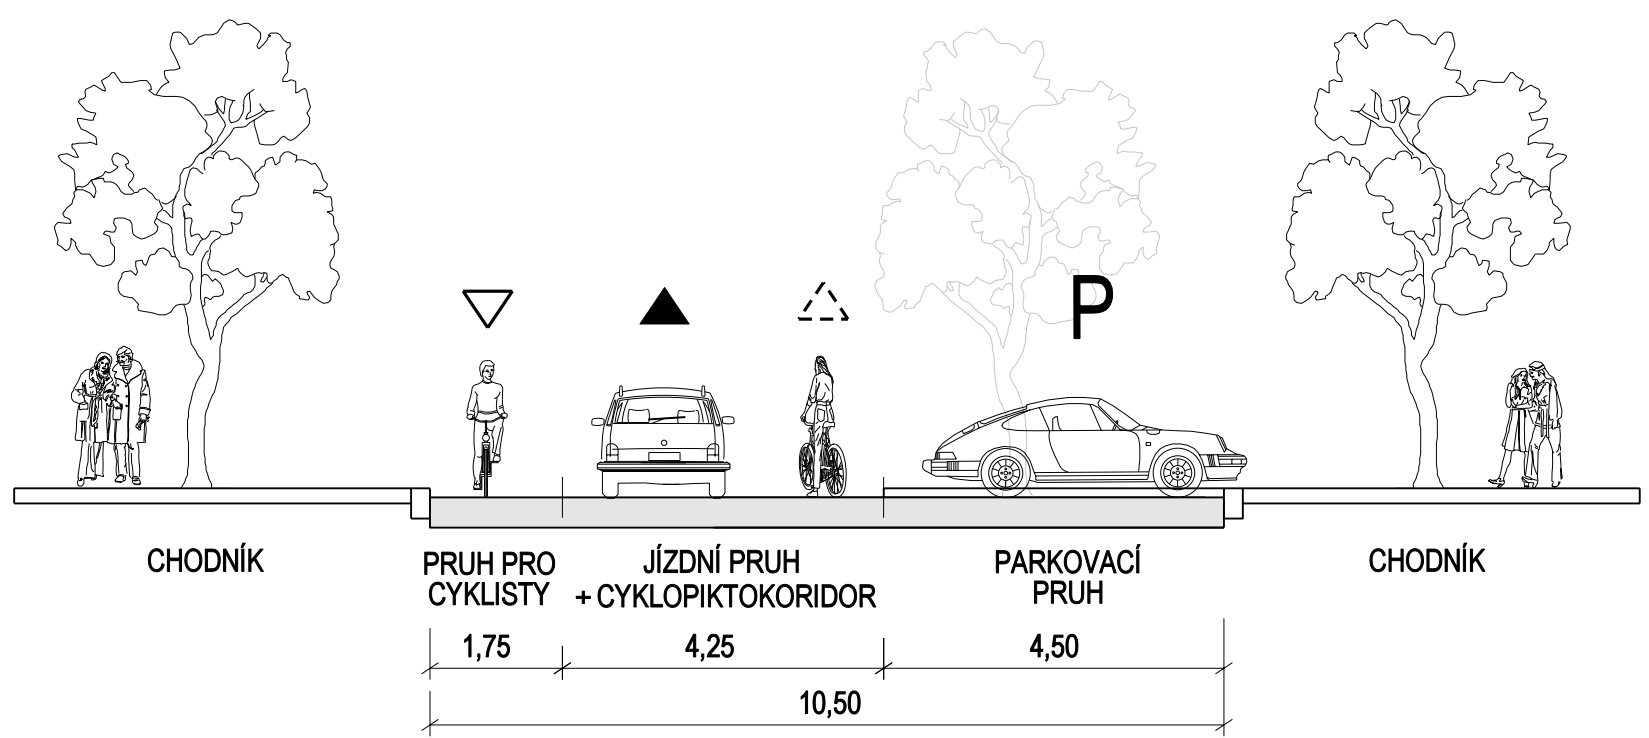 P
CHODNÍK
PRUH PRO
CYKLISTY
JÍZDNÍ PRUH
+ CYKLOPIKTOKORIDOR
PARKOVACÍ
PRUH
CHODNÍK
1,75
4,25
4,50
10,50